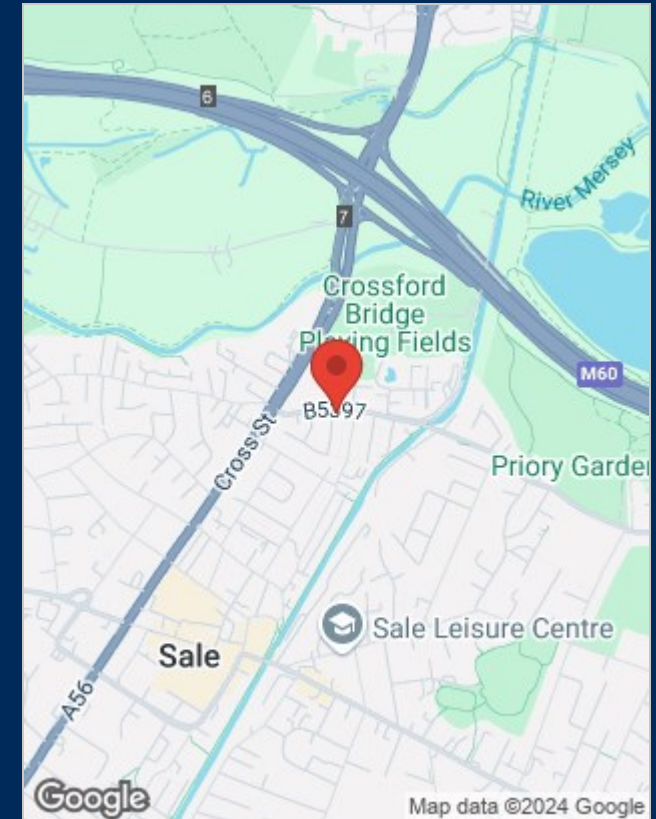 6
7
River Mersey
Crossford
Bridge
Playing Fields
M60
B5397
Cross St
Priory Garde
Sale Leisure Centre
Sale
A56
Google
Map data ©2024 Google